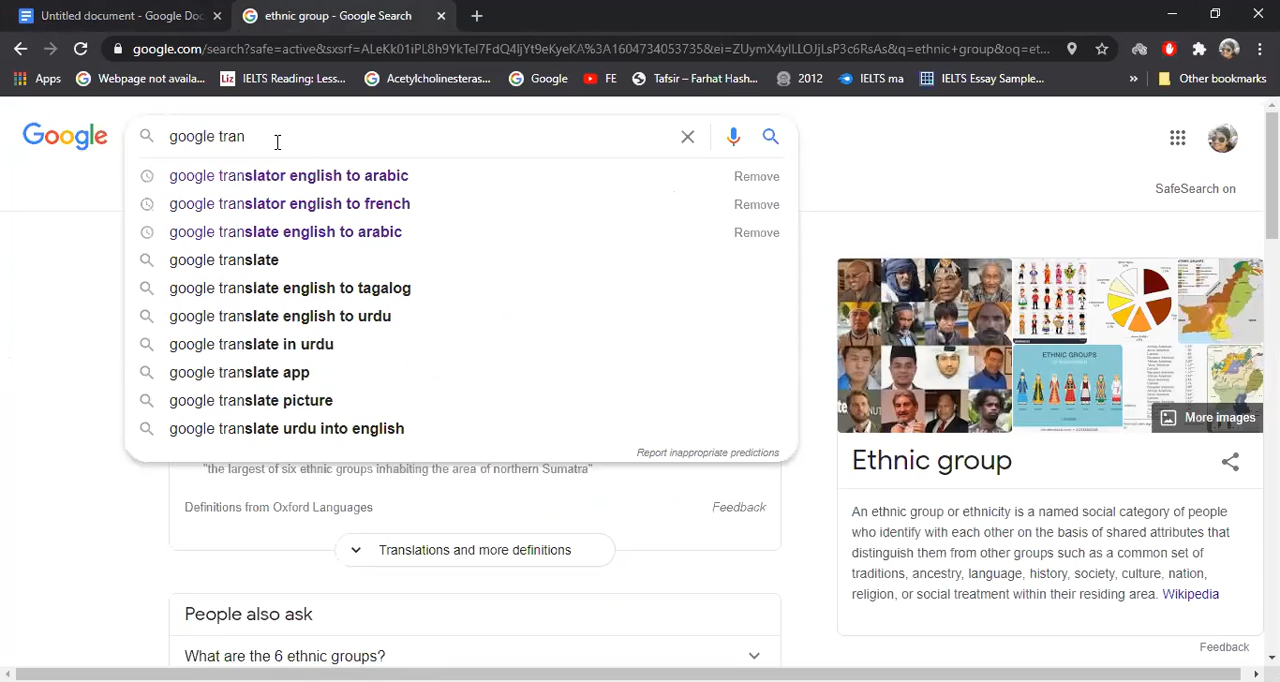 Untitled document - Google Doc
ethnic group - Google Search
google.com/search?safe=active&sxsrf=ALeKk01iPL8h9YkTel7FdQ4ljYt9eKyeKA%3A1604734053735&ei=ZUymX4ylLLOJjLsP3c6RsAs&q=ethnic+group&oq=et...
Apps
Webpage not availa...
Liz IELTS Reading: Less...
Acetylcholinesteras...
Google
FE
Tafsir – Farhat Hash...
2012
IELTS ma
IELTS Essay Sample...
»
Other bookmarks
Google
google tran
SafeSearch on
google translator english to arabic Remove
google translator english to french Remove
google translate english to arabic Remove
google translate
google translate english to tagalog
google translate english to urdu
google translate in urdu
google translate app
google translate picture
google translate urdu into english
Report inappropriate predictions
"the largest of six ethnic groups inhabiting the area of northern Sumatra"
Definitions from Oxford Languages Feedback
Translations and more definitions
People also ask
What are the 6 ethnic groups?
ETHNIC GROUPS
More images
Ethnic group
An ethnic group or ethnicity is a named social category of people
who identify with each other on the basis of shared attributes that
distinguish them from other groups such as a common set of
traditions, ancestry, language, history, society, culture, nation,
religion, or social treatment within their residing area. Wikipedia
Feedback